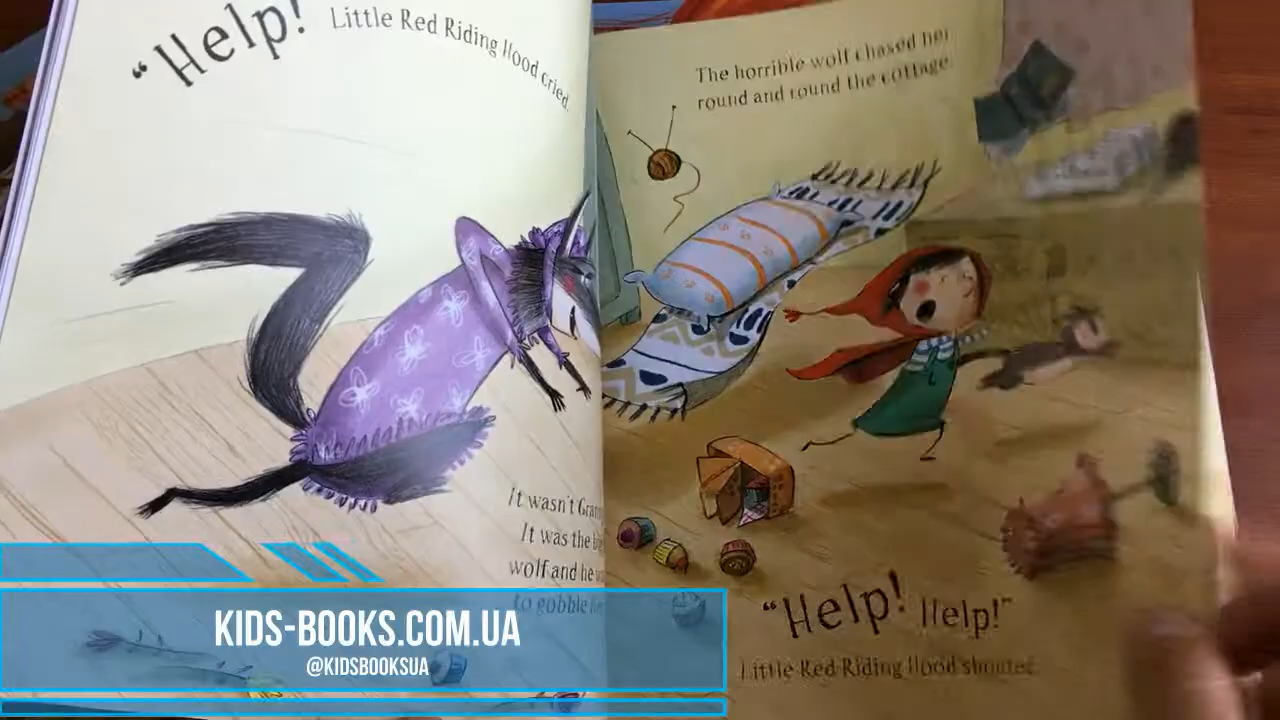 “Help! Little Red Riding Hood cried.
It wasn't
It was the
wolf and he
to gobble
The horrible wolf chased her
round and round the cottage.
“Help! Help!”
Little Red Riding Hood shouted
KIDS-BOOKS.COM.UA
@KIDSBOOKSUA